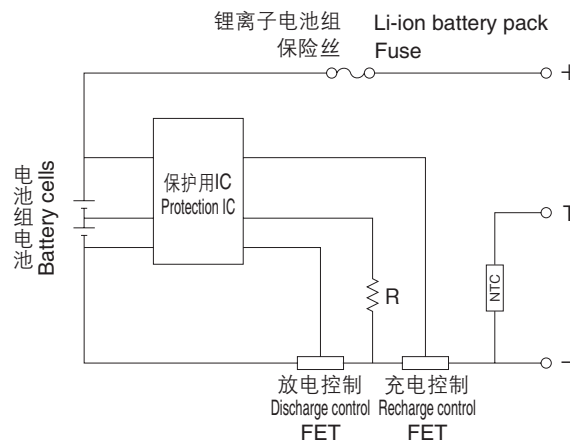 锂离子电池组 Li-ion battery pack
保险丝 Fuse
+
保护用IC
Protection IC
电池组电池
Battery cells
T
NTC
R
−
放电控制 充电控制
Discharge control Recharge control
FET FET